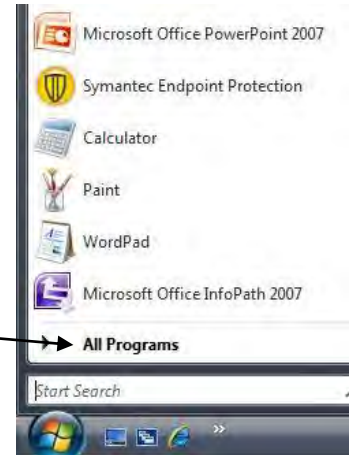 Microsoft Office PowerPoint 2007
Symantec Endpoint Protection
Calculator
Paint
WordPad
Microsoft Office InfoPath 2007
All Programs
Start Search
»